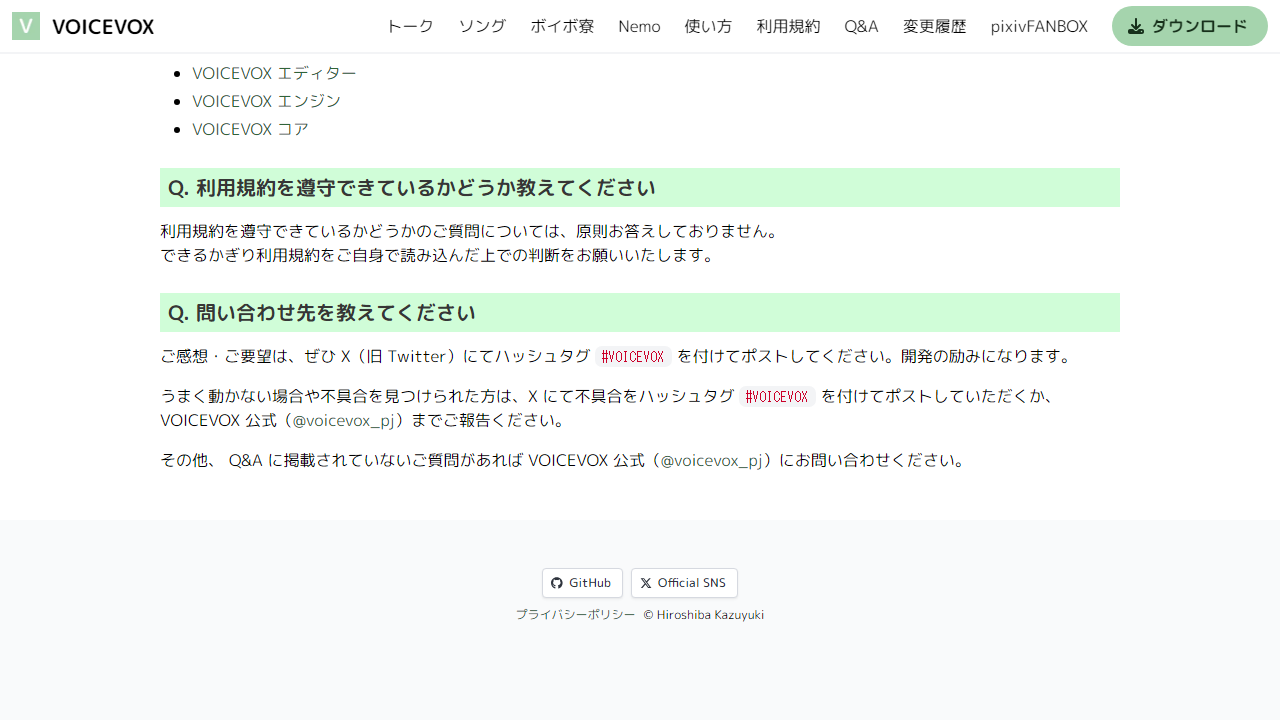 V VOICEVOX トーク ソング ボイボ寮 Nemo 使い方 利用規約 Q&A 変更履歴 pixivFANBOX ダウンロード
VOICEVOX エディター
VOICEVOX エンジン
VOICEVOX コア
Q. 利用規約を遵守できているかどうか教えてください
利用規約を遵守できているかどうかのご質問については、原則お答えしておりません。
できるかぎり利用規約をご自身で読み込んだ上での判断をお願いいたします。
Q. 問い合わせ先を教えてください
ご感想・ご要望は、ぜひ X（旧 Twitter）にてハッシュタグ #VOICEVOX を付けてポストしてください。開発の励みになります。
うまく動かない場合や不具合を見つけられた方は、X にて不具合をハッシュタグ #VOICEVOX を付けてポストしていただくか、
VOICEVOX 公式（@voicevox_pj）までご報告ください。
その他、 Q&A に掲載されていないご質問があれば VOICEVOX 公式（@voicevox_pj）にお問い合わせください。
GitHub Official SNS
プライバシーポリシー © Hiroshiba Kazuyuki